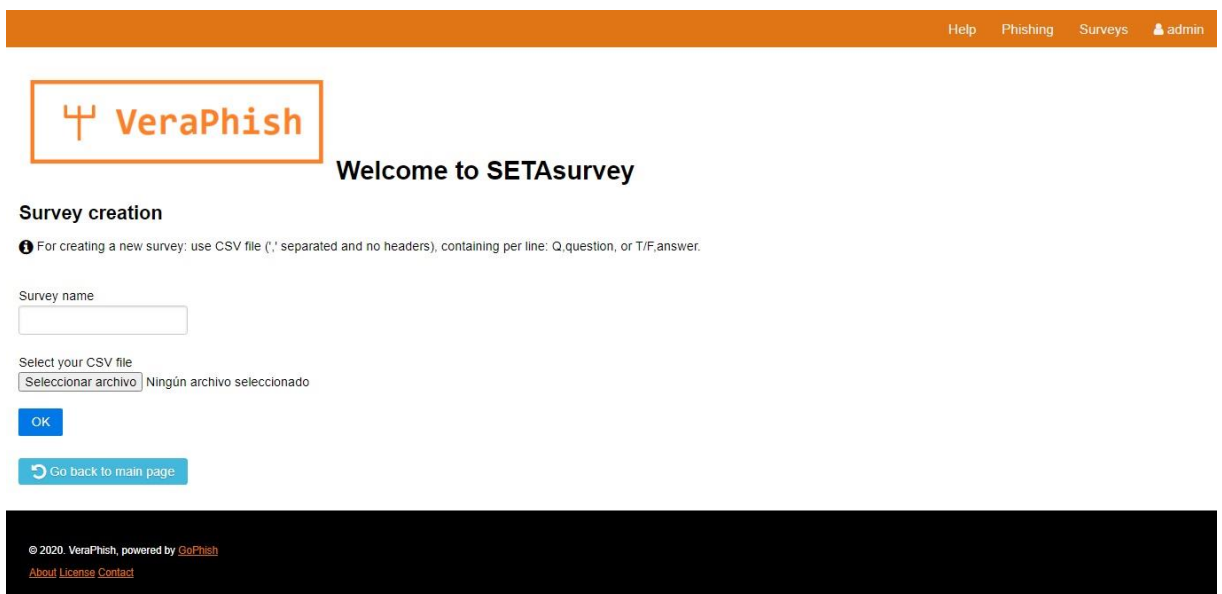 Help Phishing Surveys admin
VeraPhish
Welcome to SETAsurvey
Survey creation
For creating a new survey: use CSV file (',' separated and no headers), containing per line: Q,question, or T/F,answer.
Survey name
Select your CSV file
Seleccionar archivo Ningún archivo seleccionado
OK
Go back to main page
© 2020. VeraPhish, powered by GoPhish
About License Contact